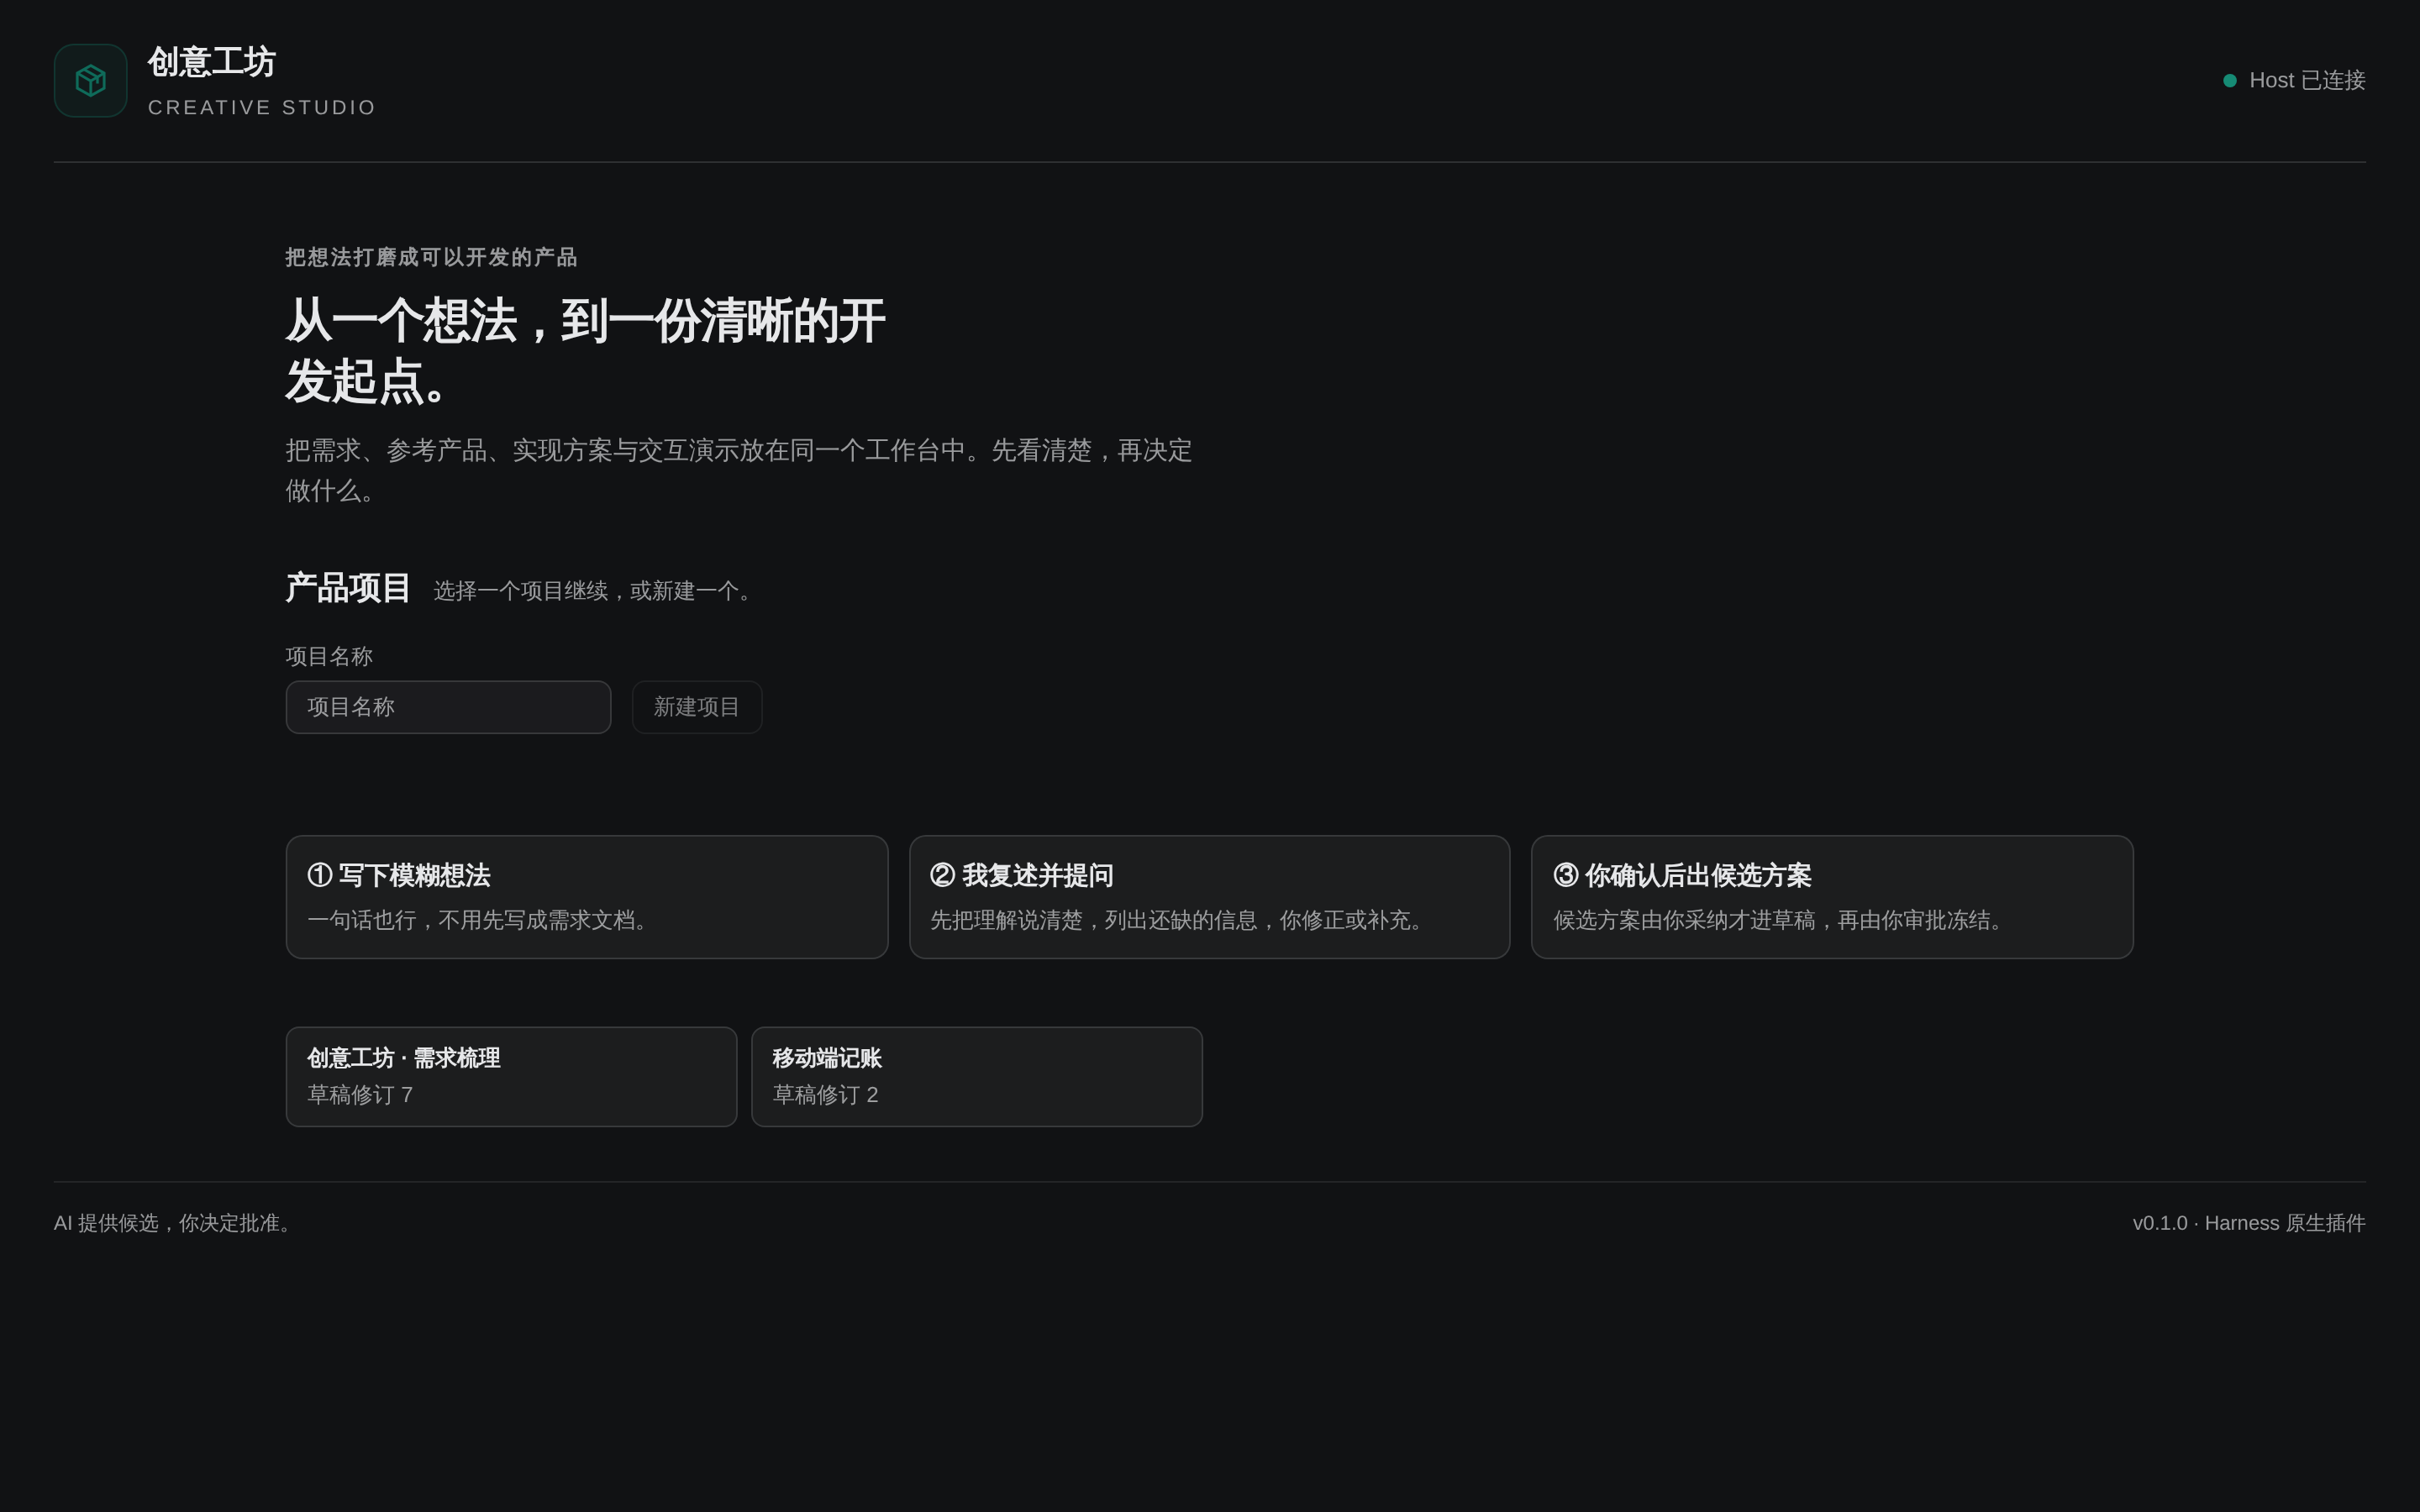 创意工坊
CREATIVE STUDIO
Host 已连接
把想法打磨成可以开发的产品
从一个想法，到一份清晰的开
发起点。
把需求、参考产品、实现方案与交互演示放在同一个工作台中。先看清楚，再决定
做什么。
产品项目 选择一个项目继续，或新建一个。
项目名称
项目名称 新建项目
① 写下模糊想法
一句话也行，不用先写成需求文档。
② 我复述并提问
先把理解说清楚，列出还缺的信息，你修正或补充。
③ 你确认后出候选方案
候选方案由你采纳才进草稿，再由你审批冻结。
创意工坊 · 需求梳理
草稿修订 7
移动端记账
草稿修订 2
AI 提供候选，你决定批准。
v0.1.0 · Harness 原生插件